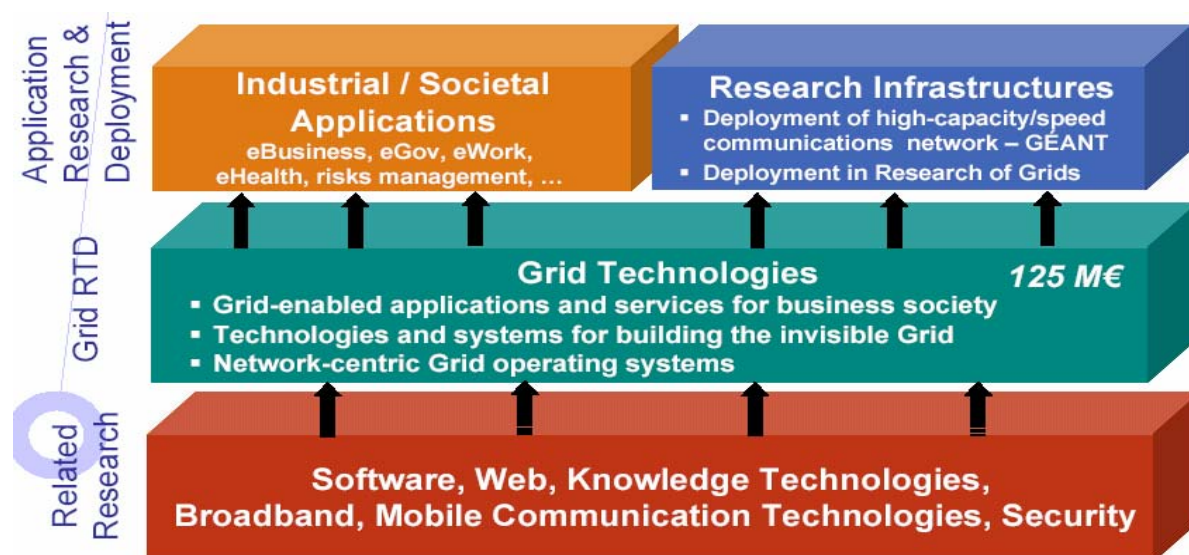 Application
Research &
Deployment
Industrial / Societal
Applications
eBusiness, eGov, eWork,
eHealth, risks management, ...
Research Infrastructures
▪ Deployment of high-capacity/speed
communications network – GÉANT
▪ Deployment in Research of Grids
Grid RTD
Grid Technologies
125 M€
▪ Grid-enabled applications and services for business society
▪ Technologies and systems for building the invisible Grid
▪ Network-centric Grid operating systems
Related
Research
Software, Web, Knowledge Technologies,
Broadband, Mobile Communication Technologies, Security